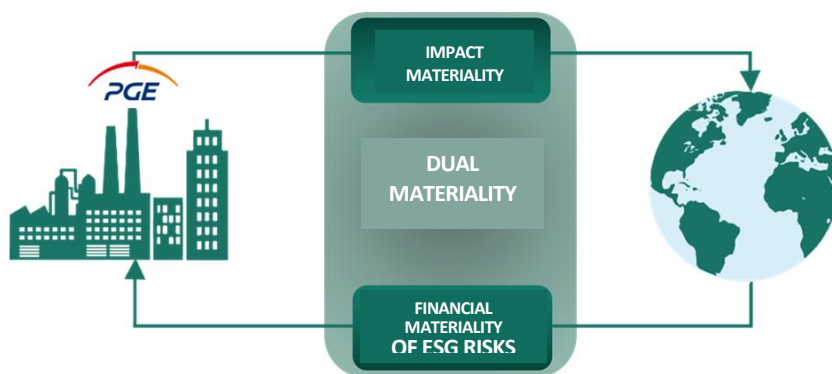 IMPACT
MATERIALITY
PGE
DUAL
MATERIALITY
FINANCIAL
MATERIALITY
OF ESG RISKS